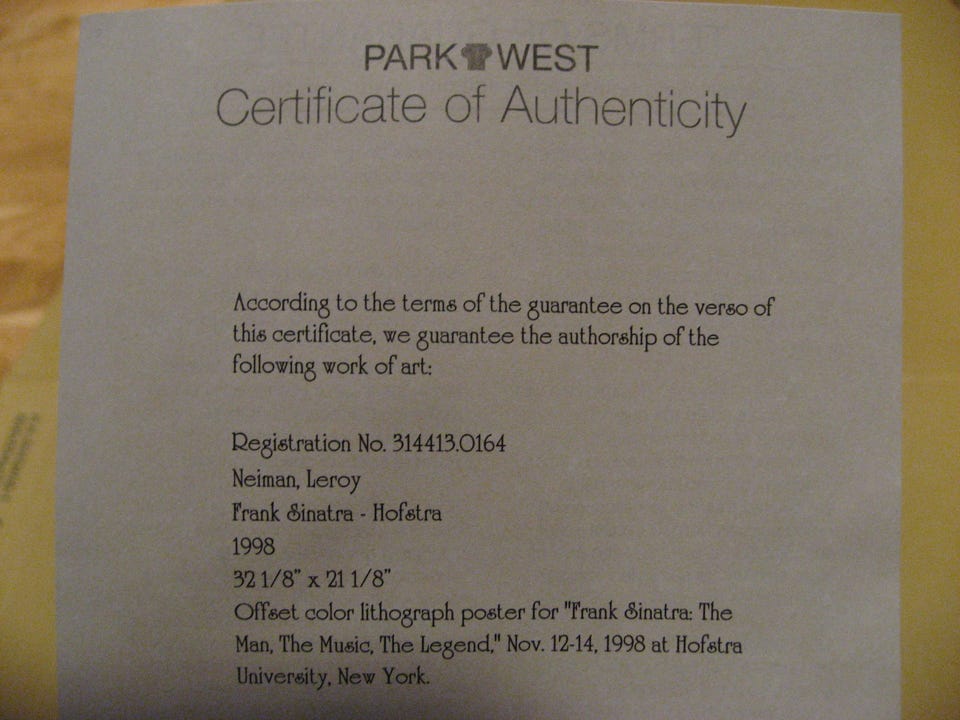 PARK WEST
Certificate of Authenticity
According to the terms of the guarantee on the verso of
this certificate, we guarantee the authorship of the
following work of art:
Registration No. 314413.0164
Neiman, Leroy
Frank Sinatra - Hofstra
1998
32 1/8" x 21 1/8"
Offset color lithograph poster for "Frank Sinatra: The
Man, The Music, The Legend," Nov. 12-14, 1998 at Hofstra
University, New York.